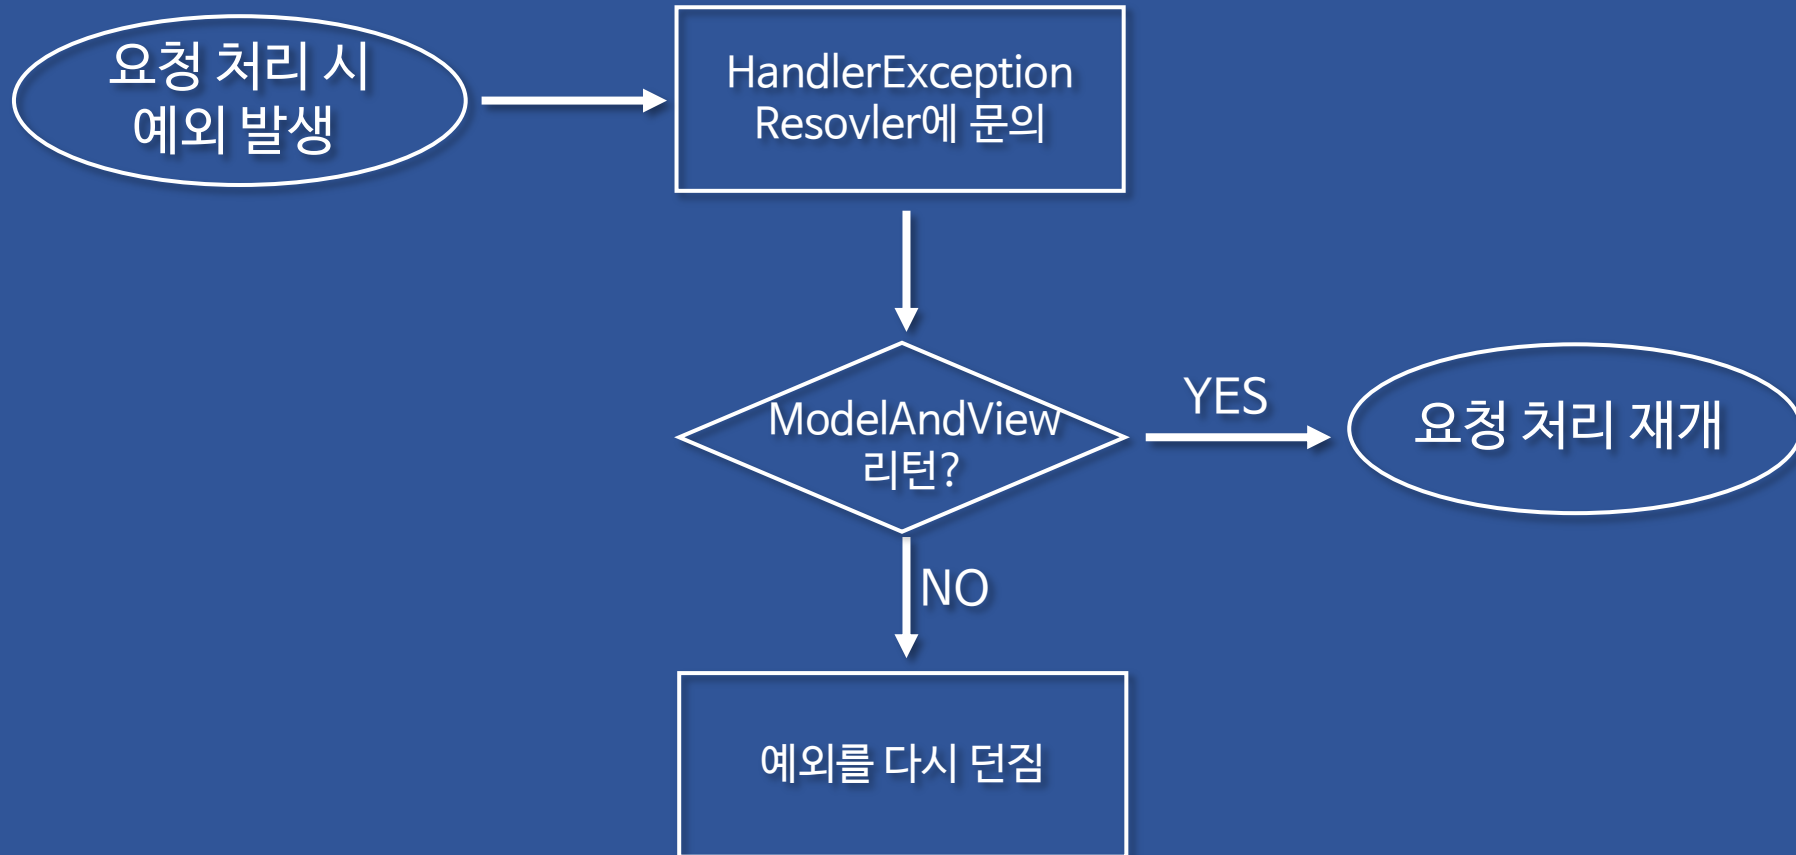 요청 처리 시
예외 발생
HandlerException
Resovler에 문의
ModelAndView
리턴?
YES
요청 처리 재개
NO
예외를 다시 던짐